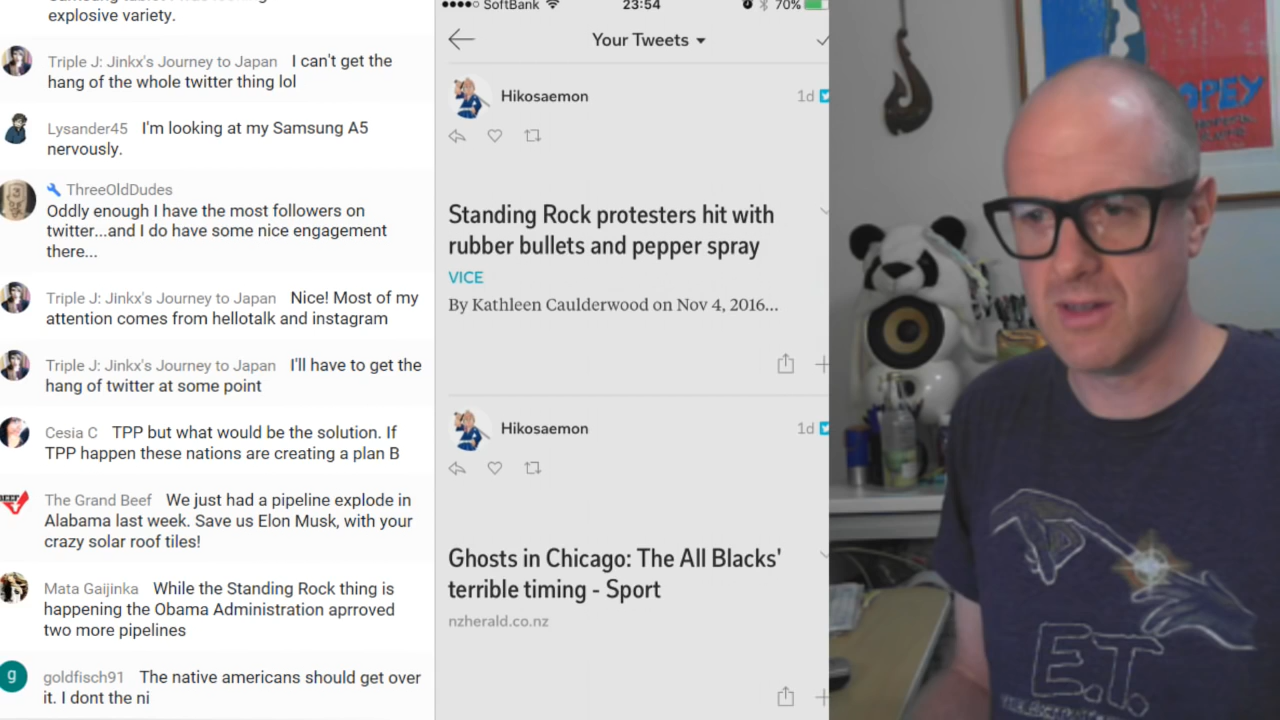 explosive variety.
Triple J: Jinkx's Journey to Japan I can't get the
hang of the whole twitter thing lol
Lysander45 I'm looking at my Samsung A5
nervously.
ThreeOldDudes
Oddly enough I have the most followers on
twitter...and I do have some nice engagement
there...
Triple J: Jinkx's Journey to Japan Nice! Most of my
attention comes from hellotalk and instagram
Triple J: Jinkx's Journey to Japan I'll have to get the
hang of twitter at some point
Cesia C TPP but what would be the solution. If
TPP happen these nations are creating a plan B
The Grand Beef We just had a pipeline explode in
Alabama last week. Save us Elon Musk, with your
crazy solar roof tiles!
Mata Gaijinka While the Standing Rock thing is
happening the Obama Administration aprroved
two more pipelines
g
goldfisch91 The native americans should get over
it. I dont the ni
SoftBank 23:54 70%
Your Tweets
Hikosaemon 1d
Standing Rock protesters hit with
rubber bullets and pepper spray
VICE
By Kathleen Caulderwood on Nov 4, 2016...
Hikosaemon 1d
Ghosts in Chicago: The All Blacks'
terrible timing - Sport
nzherald.co.nz
OPEY
E.T.